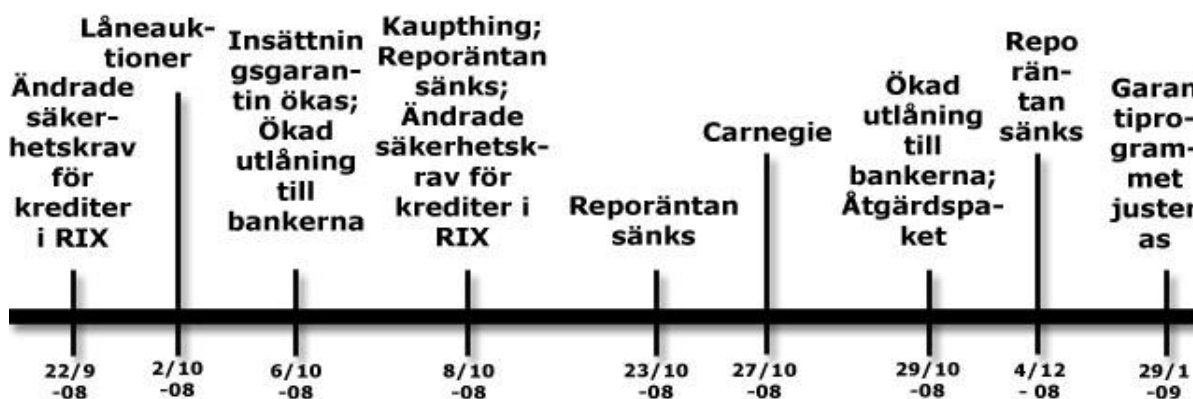 Ändrade
säker-
hetskrav
för
krediter
i RIX
Låneauk-
tioner
Insättnin
gsgaran-
tin ökas;
Ökad
utlåning
till
bankerna
Kaupthing;
Reporäntan
sänks;
Ändrade
säkerhetsk-
rav för
krediter i
RIX
Reporäntan
sänks
Carnegie
Ökad
utlåning
till
bankerna;
Åtgärdspa-
ket
Repo
rän-
tan
sänks
Garan
tipro-
gram-
met
juster
as
22/9
-08
2/10
-08
6/10
-08
8/10
-08
23/10
-08
27/10
-08
29/10
-08
4/12
- 08
29/1
-09